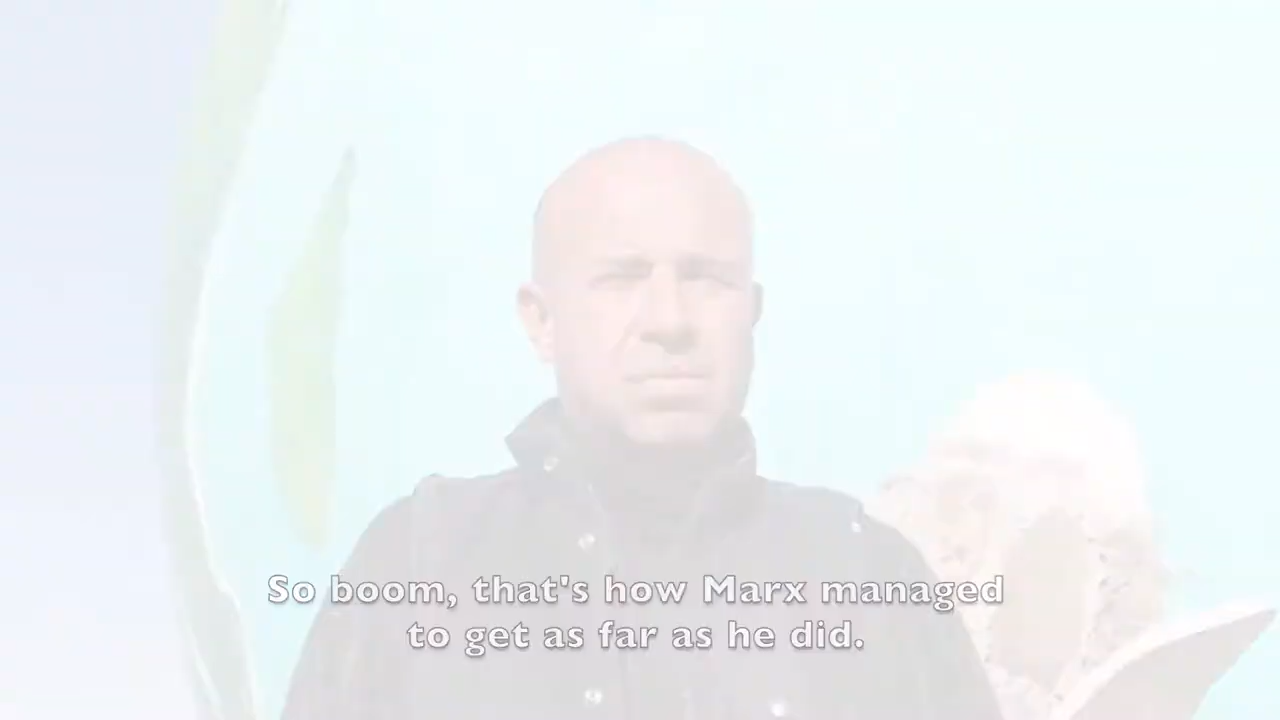 So boom, that's how Marx managed
to get as far as he did.